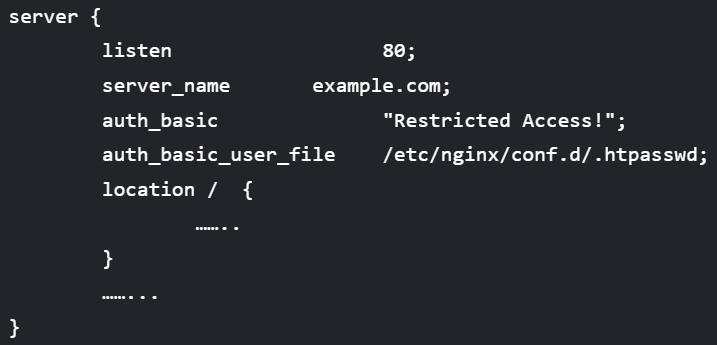 server {
listen 80;
server_name example.com;
auth_basic "Restricted Access!";
auth_basic_user_file /etc/nginx/conf.d/.htpasswd;
location / {
……..
}
……...
}